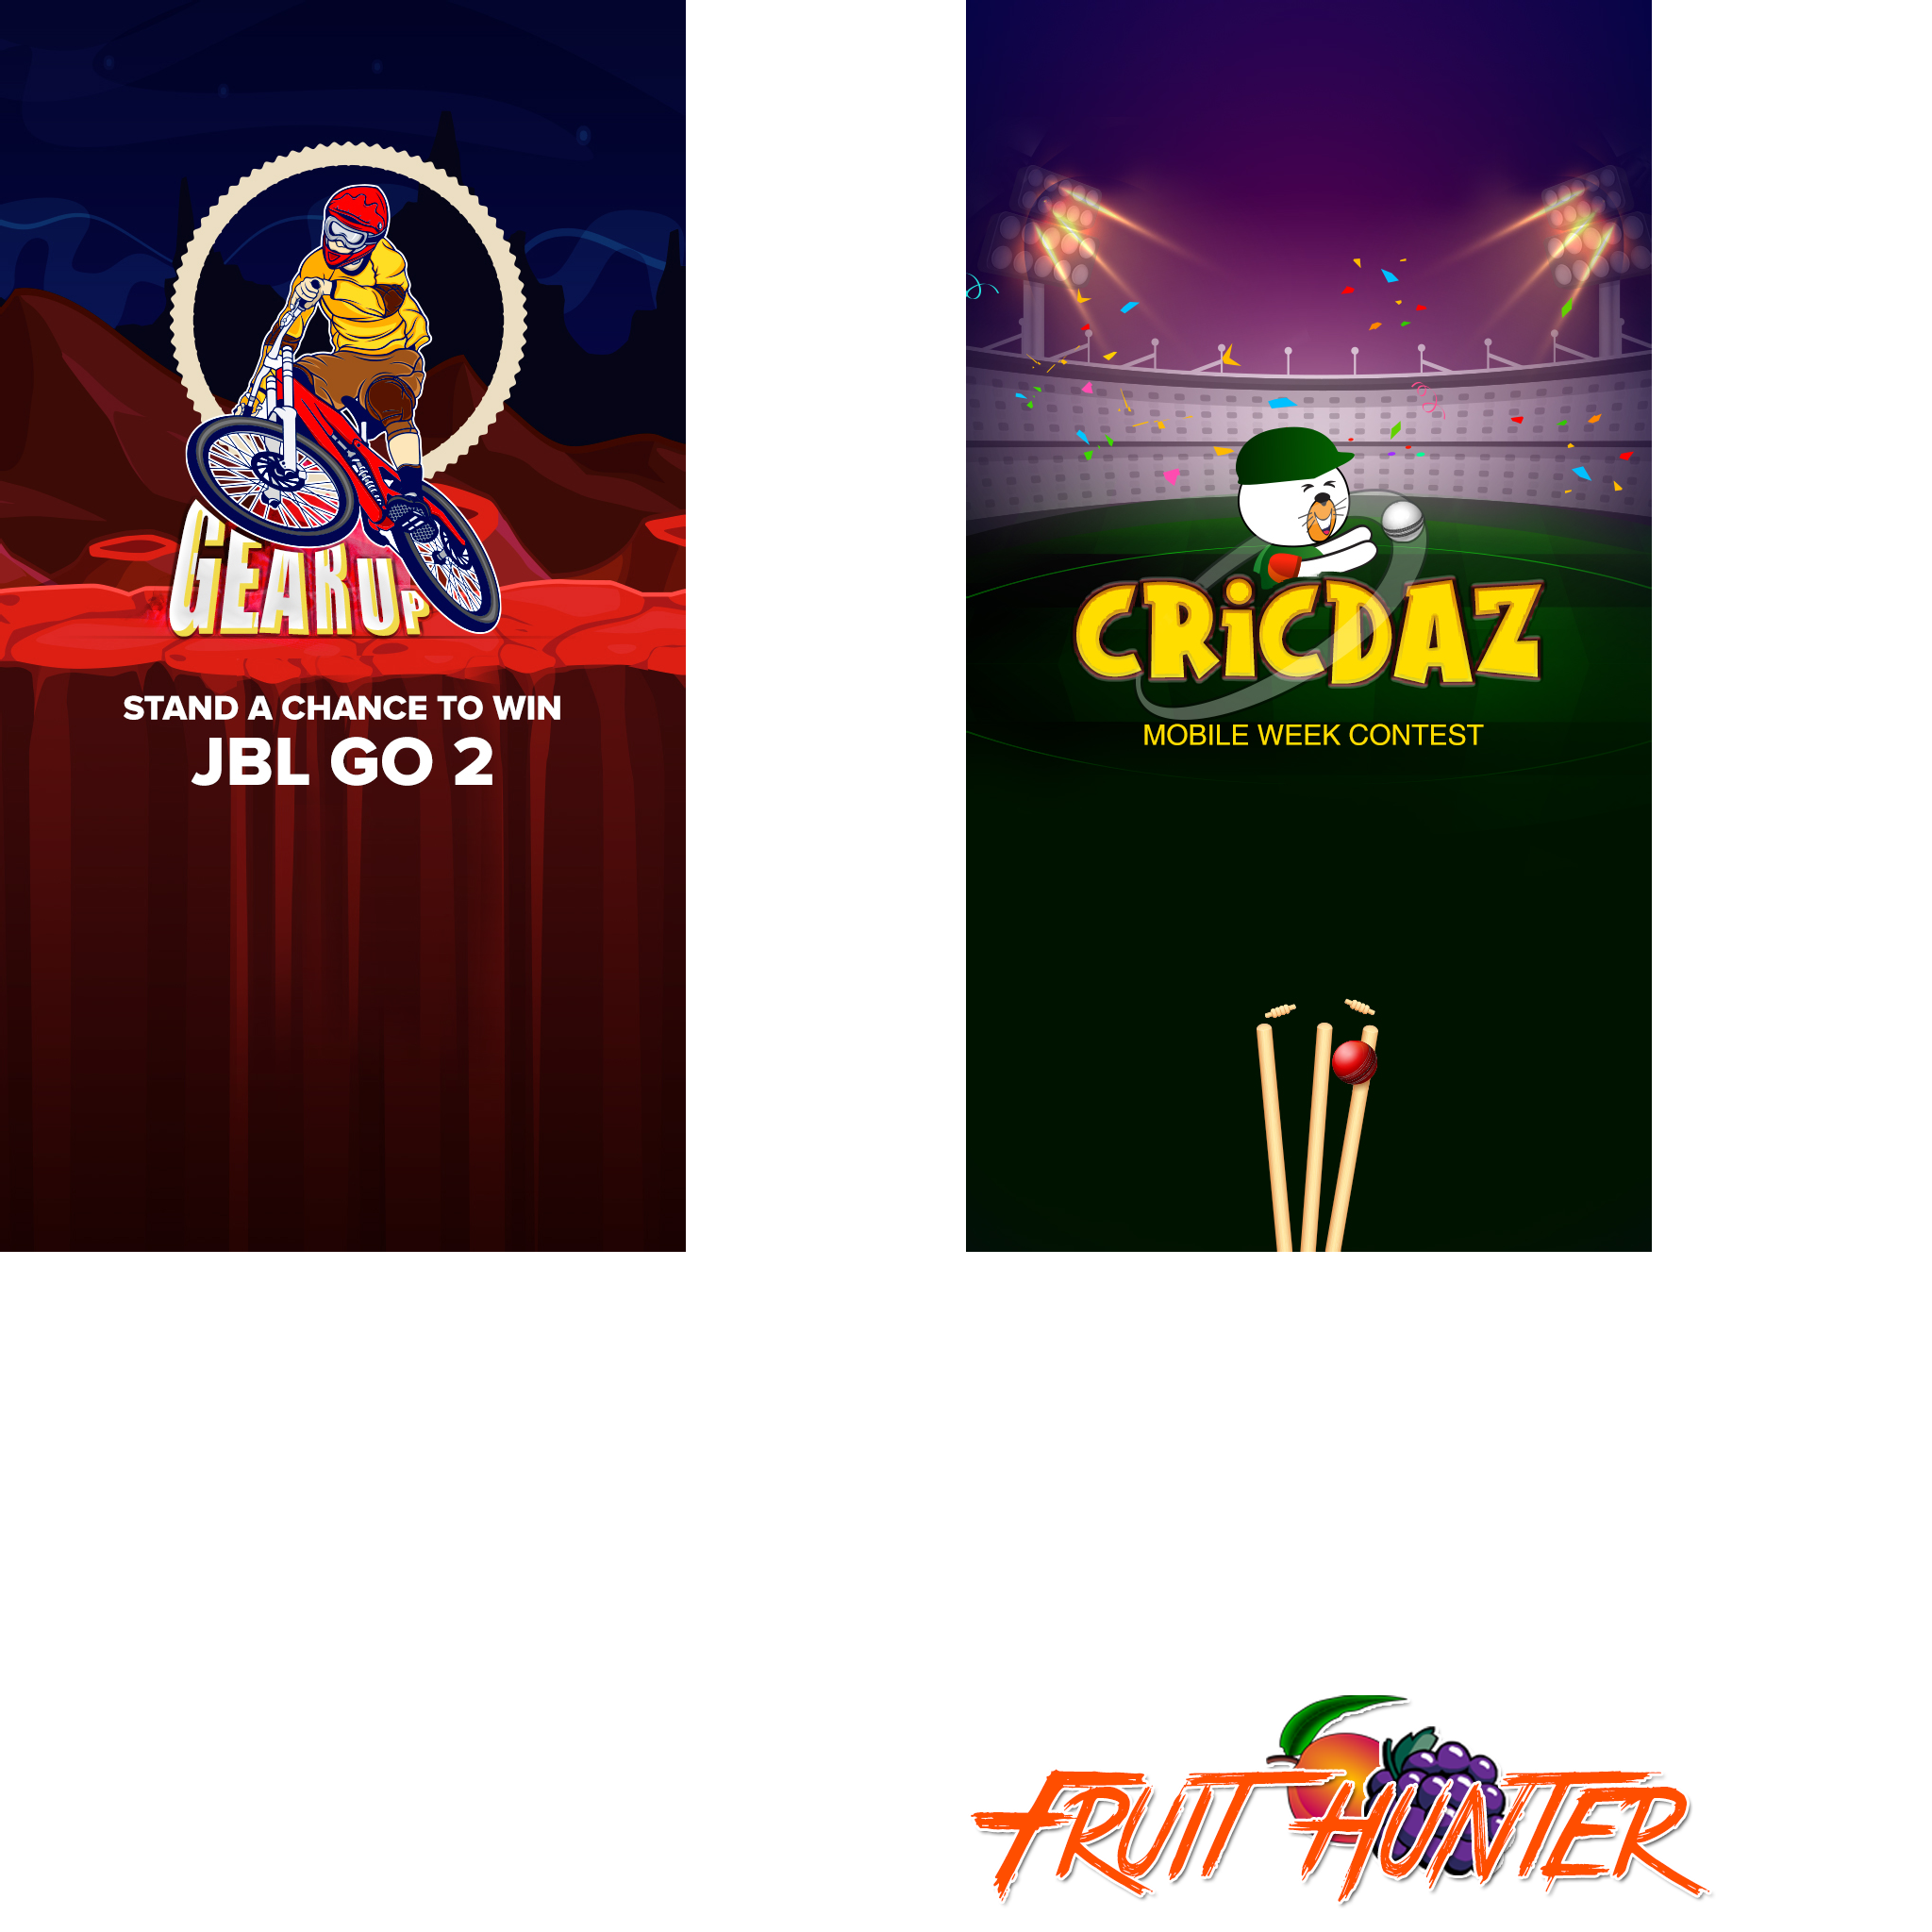 GEAR UP
STAND A CHANCE TO WIN
JBL GO 2
CRiCDAZ
MOBILE WEEK CONTEST
FRUIT HUNTER